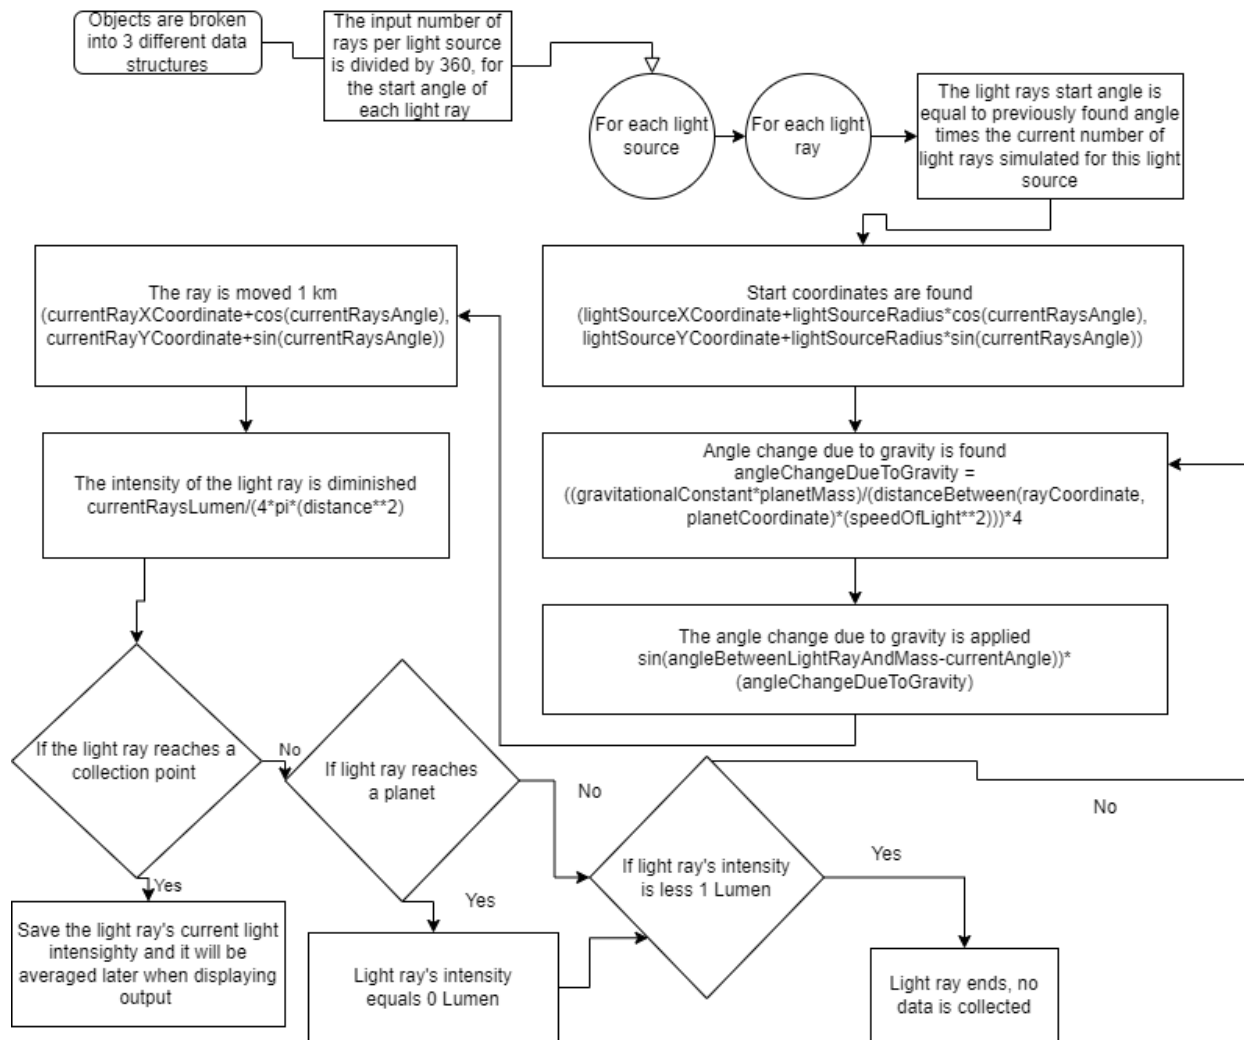 Objects are broken
into 3 different data
structures
The input number of
rays per light source
is divided by 360, for
the start angle of
each light ray
For each light
source
For each light
ray
The light rays start angle is
equal to previously found angle
times the current number of
light rays simulated for this light
source
Start coordinates are found
(lightSourceXCoordinate+lightSourceRadius*cos(currentRaysAngle),
lightSourceYCoordinate+lightSourceRadius*sin(currentRaysAngle))
Angle change due to gravity is found
angleChangeDueToGravity =
((gravitationalConstant*planetMass)/(distanceBetween(rayCoordinate,
planetCoordinate)*(speedOfLight**2)))*4
The angle change due to gravity is applied
sin(angleBetweenLightRayAndMass-currentAngle))*
(angleChangeDueToGravity)
The ray is moved 1 km
(currentRayXCoordinate+cos(currentRaysAngle),
currentRayYCoordinate+sin(currentRaysAngle))
The intensity of the light ray is diminished
currentRaysLumen/(4*pi*(distance**2)
If the light ray reaches a
collection point
No
Yes
Save the light ray's current light
intensighty and it will be
averaged later when displaying
output
If light ray reaches
a planet
No
Yes
Light ray's intensity
equals 0 Lumen
If light ray's intensity
is less 1 Lumen
No
Yes
Light ray ends, no
data is collected